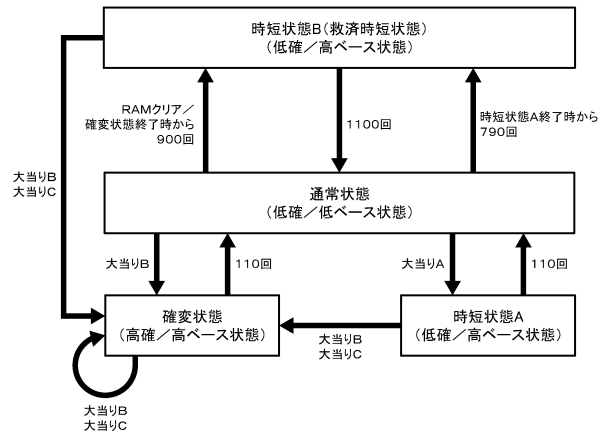 時短状態B(救済時短状態)
(低確／高ベース状態)
RAMクリア／
確変状態終了時から
900回
1100回
時短状態A終了時から
790回
大当りB
大当りC
通常状態
(低確／低ベース状態)
大当りB
110回
大当りA
110回
確変状態
(高確／高ベース状態)
大当りB
大当りC
時短状態A
(低確／高ベース状態)
大当りB
大当りC